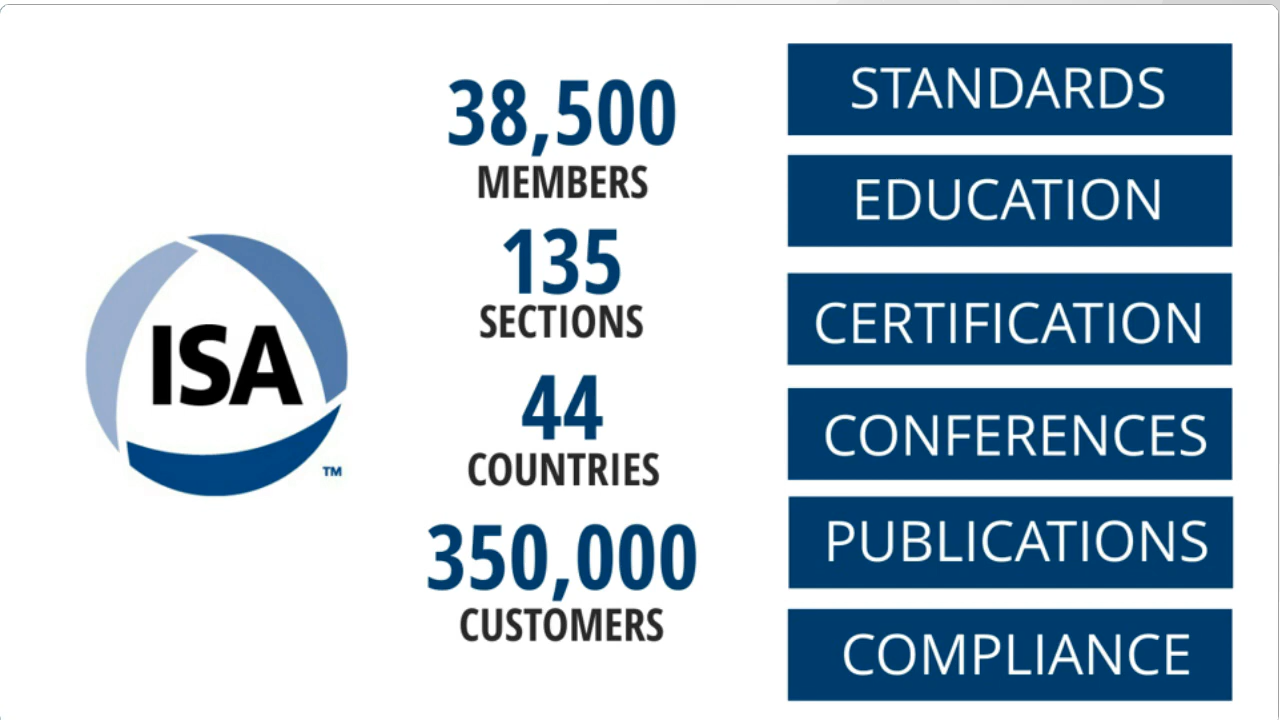 ISA
TM
38,500
MEMBERS
135
SECTIONS
44
COUNTRIES
350,000
CUSTOMERS
STANDARDS
EDUCATION
CERTIFICATION
CONFERENCES
PUBLICATIONS
COMPLIANCE